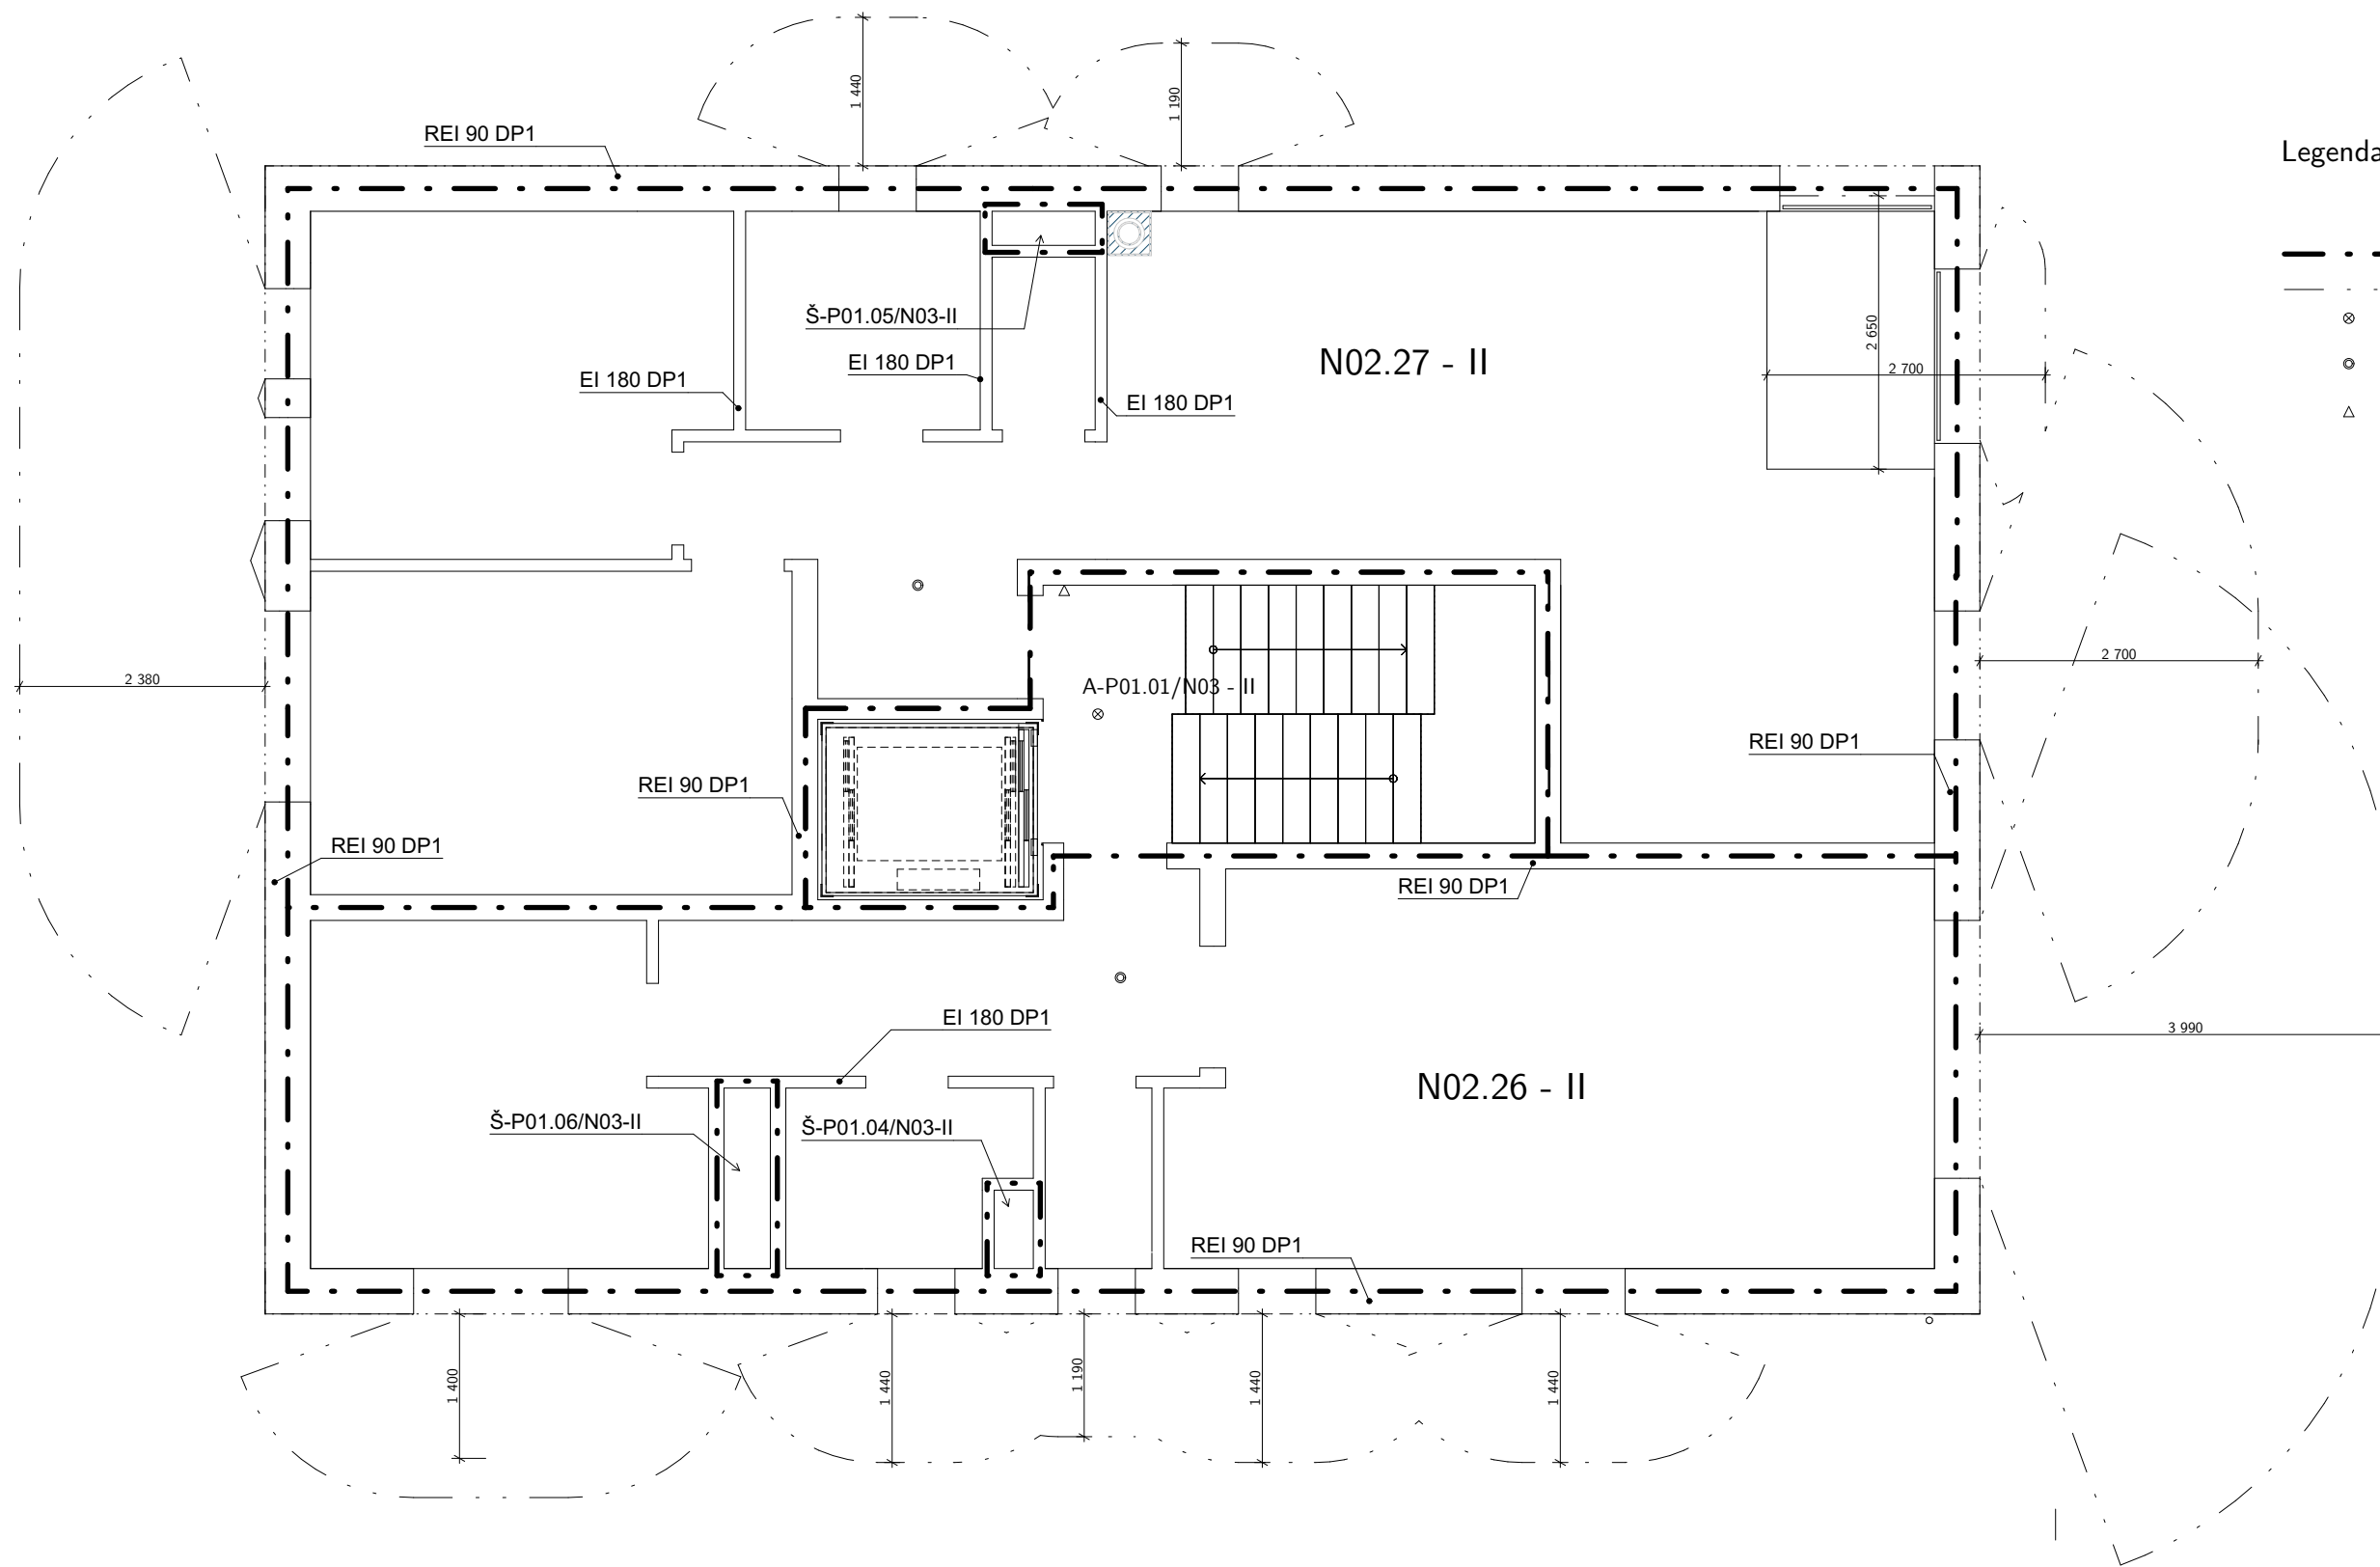 1 440
1 190
REI 90 DP1
Legenda
Š-P01.05/N03-II
2 650
N02.27 - II
EI 180 DP1
2 700
EI 180 DP1
EI 180 DP1
2 700
2 380
A-P01.01/N03 - II
REI 90 DP1
REI 90 DP1
REI 90 DP1
REI 90 DP1
EI 180 DP1
3 990
N02.26 - II
Š-P01.06/N03-II
Š-P01.04/N03-II
REI 90 DP1
1 400
1 440
1 190
1 440
1 440